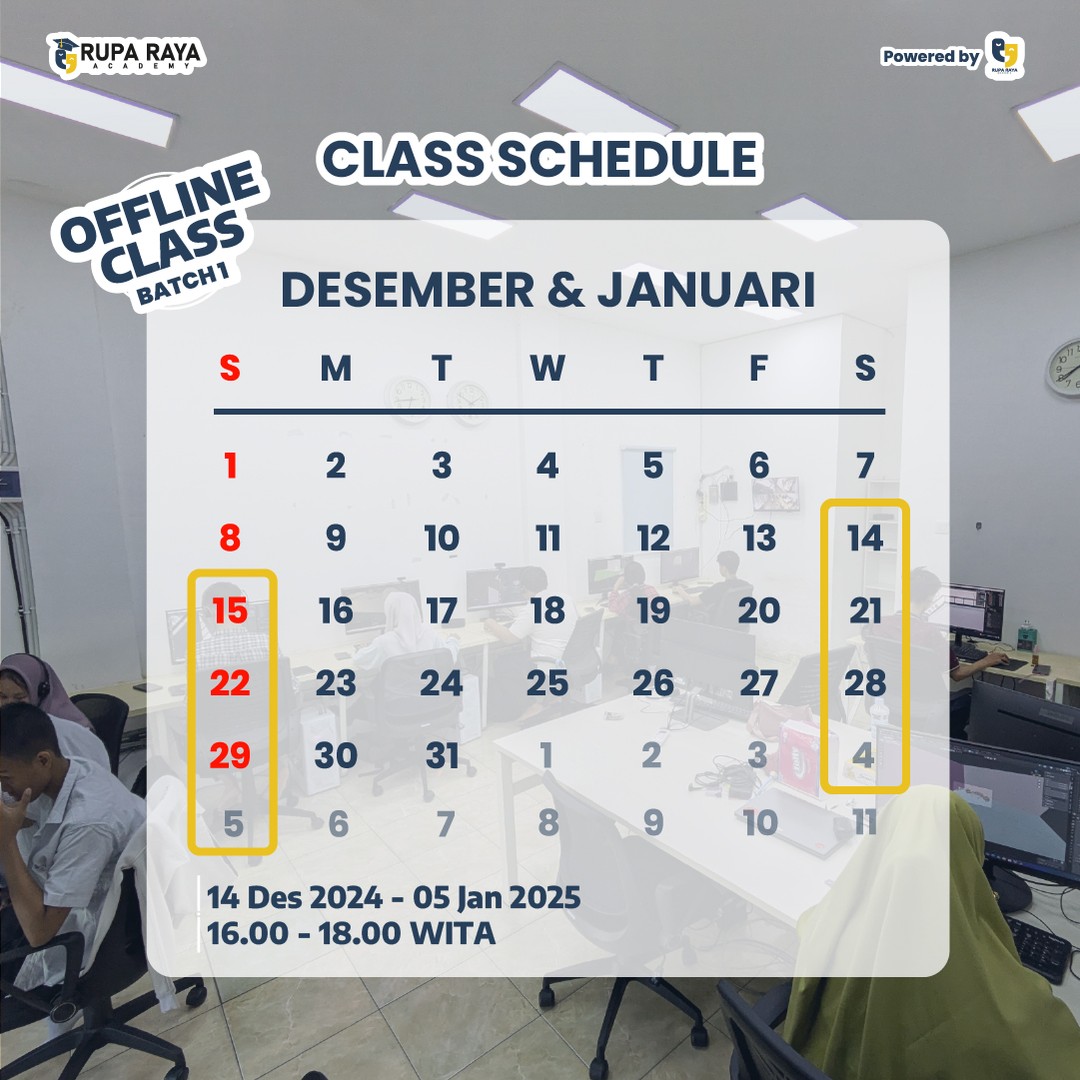 RUPA RAYA
ACADEMY
Powered by
RUPA RAYA
CLASS SCHEDULE
OFFLINE
CLASS
BATCH 1
DESEMBER & JANUARI
S M T W T F S
1 2 3 4 5 6 7
8 9 10 11 12 13 14
15 16 17 18 19 20 21
22 23 24 25 26 27 28
29 30 31 1 2 3 4
5 6 7 8 9 10 11
14 Des 2024 - 05 Jan 2025
16.00 - 18.00 WITA